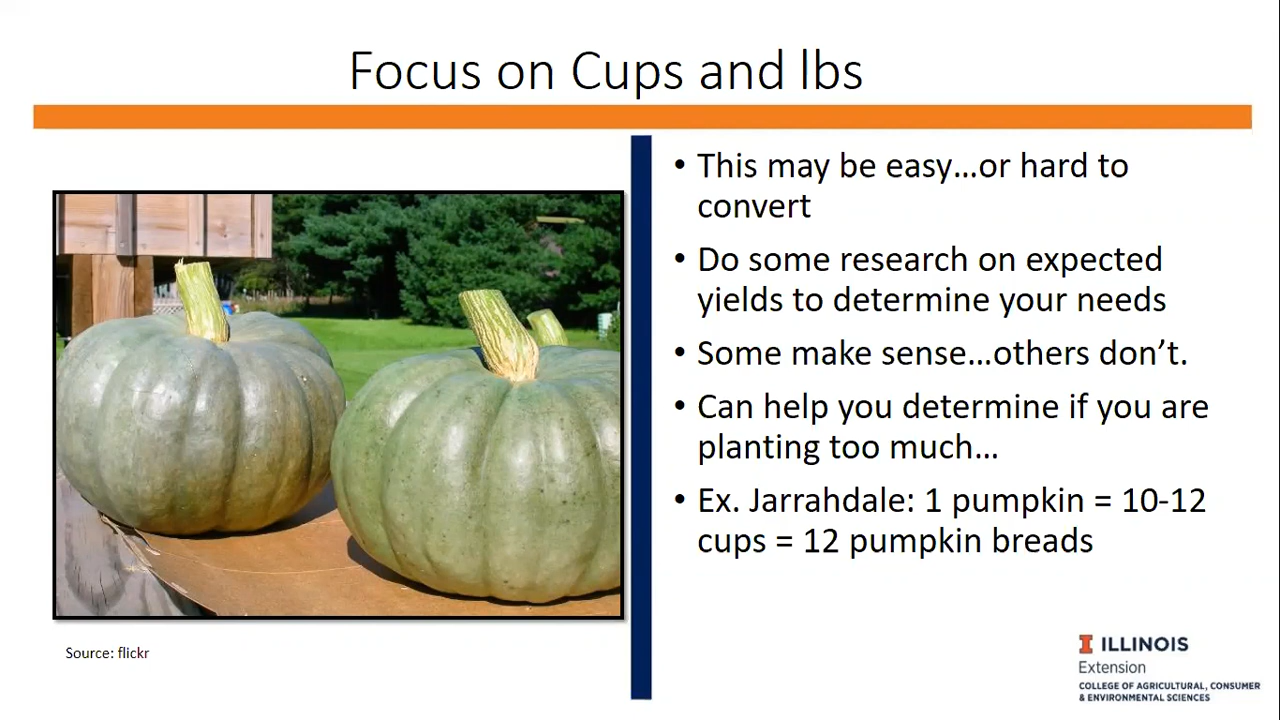 Focus on Cups and lbs
• This may be easy…or hard to
convert
• Do some research on expected
yields to determine your needs
• Some make sense…others don’t.
• Can help you determine if you are
planting too much…
• Ex. Jarrahdale: 1 pumpkin = 10-12
cups = 12 pumpkin breads
Source: flickr
I ILLINOIS
Extension
COLLEGE OF AGRICULTURAL, CONSUMER
& ENVIRONMENTAL SCIENCES